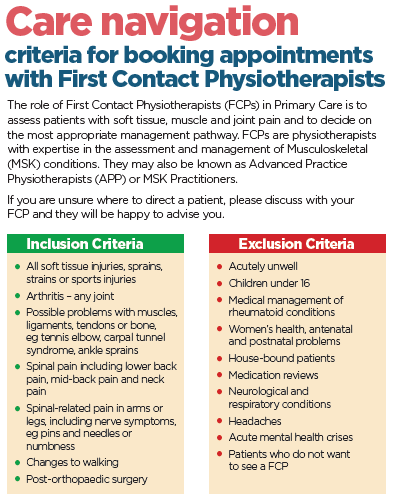 Care navigation
criteria for booking appointments
with First Contact Physiotherapists
The role of First Contact Physiotherapists (FCPs) in Primary Care is to
assess patients with soft tissue, muscle and joint pain and to decide on
the most appropriate management pathway. FCPs are physiotherapists
with expertise in the assessment and management of Musculoskeletal
(MSK) conditions. They may also be known as Advanced Practice
Physiotherapists (APP) or MSK Practitioners.
If you are unsure where to direct a patient, please discuss with your
FCP and they will be happy to advise you.
Inclusion Criteria
• All soft tissue injuries, sprains,
strains or sports injuries
• Arthritis – any joint
• Possible problems with muscles,
ligaments, tendons or bone,
eg tennis elbow, carpal tunnel
syndrome, ankle sprains
• Spinal pain including lower back
pain, mid-back pain and neck
pain
• Spinal-related pain in arms or
legs, including nerve symptoms,
eg pins and needles or
numbness
• Changes to walking
• Post-orthopaedic surgery
Exclusion Criteria
• Acutely unwell
• Children under 16
• Medical management of
rheumatoid conditions
• Women's health, antenatal
and postnatal problems
• House-bound patients
• Medication reviews
• Neurological and
respiratory conditions
• Headaches
• Acute mental health crises
• Patients who do not want
to see a FCP